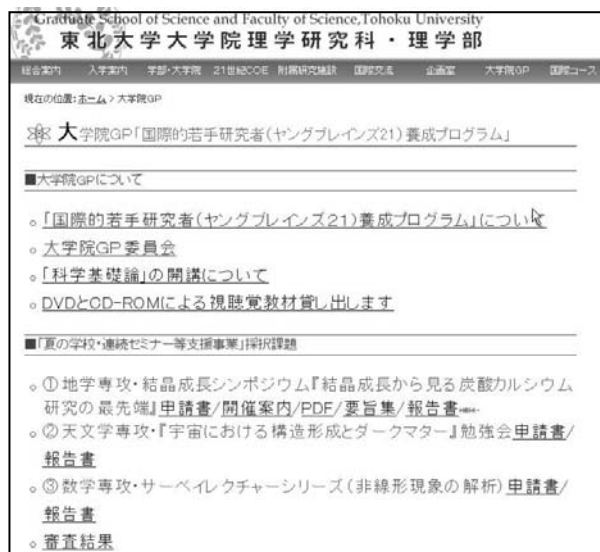 Graduate School of Science and Faculty of Science,Tohoku University
東北大学大学院理学研究科・理学部
総合案内 入学案内 学部・大学院 21世紀COE 附属研究施設 国際交流 企画室 大学院GP 国際コース
現在の位置:ホーム>大学院GP
大学院GP「国際的若手研究者(ヤングブレインズ21)養成プログラム」
■大学院GPについて
「国際的若手研究者(ヤングブレインズ21)養成プログラム」について
大学院GP委員会
「科学基礎論」の開講について
DVDとCD-ROMによる視聴覚教材貸し出します
■「夏の学校・連続セミナー等支援事業」採択課題
①地学専攻・結晶成長シンポジウム『結晶成長から見る炭酸カルシウム
研究の最先端』申請書/開催案内/PDF/要旨集/報告書
②天文学専攻・『宇宙における構造形成とダークマター』勉強会申請書/
報告書
③数学専攻・サーベイレクチャーシリーズ(非線形現象の解析)申請書/
報告書
審査結果